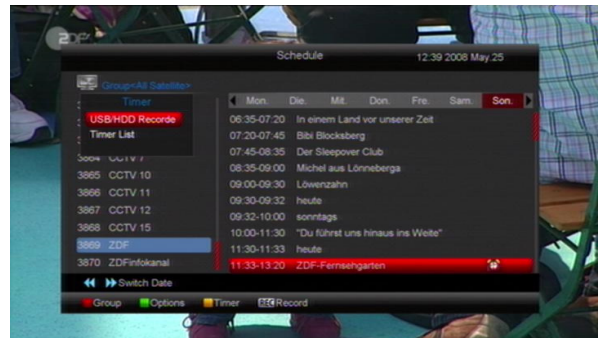 ZDF
Schedule
12:39 2008 May.25
Group<All Satellite>
Timer
USB/HDD Recorde
Timer List
Mon. Die. Mit. Don. Fre. Sam. Son.
06:35-07:20 In einem Land vor unserer Zeit
07:20-07:45 Bibi Blocksberg
07:45-08:35 Der Sleepover Club
3864 CCTV 7
08:35-09:00 Michel aus Lönneberga
3865 CCTV 10
09:00-09:30 Löwenzahn
3866 CCTV 11
09:30-09:32 heute
3867 CCTV 12
09:32-10:00 sonntags
3868 CCTV 15
10:00-11:30 "Du führst uns hinaus ins Weite"
3869 ZDF
11:30-11:33 heute
3870 ZDFinfokanal
11:33-13:20 ZDF-Fernsehgarten
Switch Date
Group Options Timer REC Record